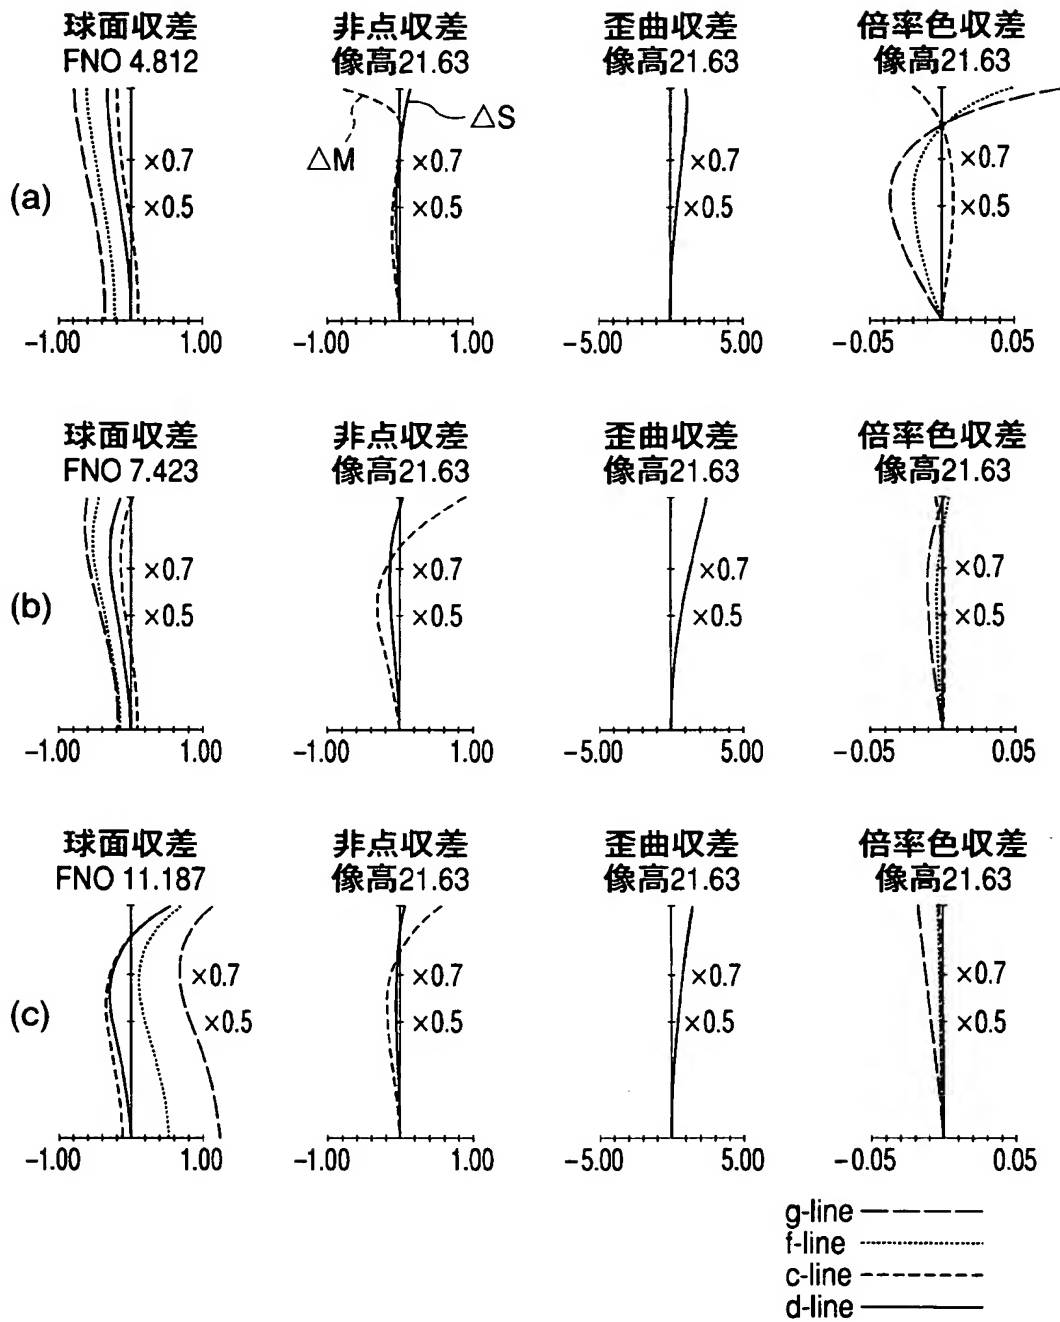 球面収差 非点収差 歪曲収差 倍率色収差
FNO 4.812 像高21.63 像高21.63 像高21.63
△S
△M
×0.7 ×0.7 ×0.7 ×0.7
(a)
×0.5 ×0.5 ×0.5 ×0.5
−1.00 1.00 −1.00 1.00 −5.00 5.00 −0.05 0.05
球面収差 非点収差 歪曲収差 倍率色収差
FNO 7.423 像高21.63 像高21.63 像高21.63
×0.7 ×0.7 ×0.7 ×0.7
(b)
×0.5 ×0.5 ×0.5 ×0.5
−1.00 1.00 −1.00 1.00 −5.00 5.00 −0.05 0.05
球面収差 非点収差 歪曲収差 倍率色収差
FNO 11.187 像高21.63 像高21.63 像高21.63
×0.7 ×0.7 ×0.7 ×0.7
(c)
×0.5 ×0.5 ×0.5 ×0.5
−1.00 1.00 −1.00 1.00 −5.00 5.00 −0.05 0.05
g-line
f-line
c-line
d-line